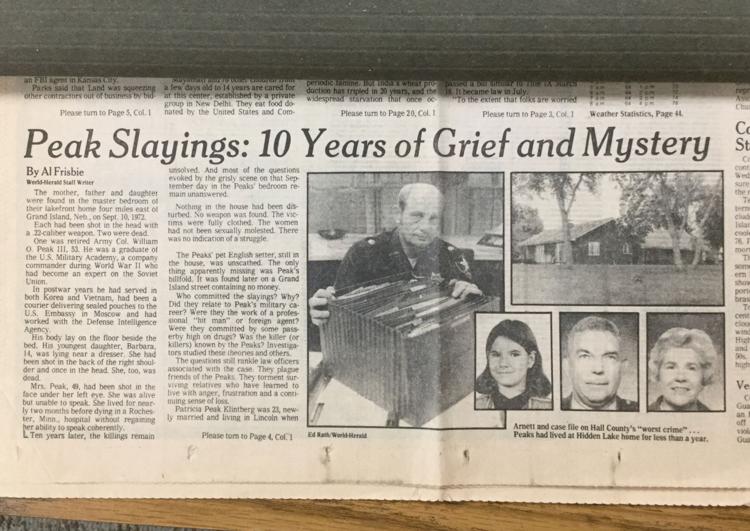 an FBI agent in Kansas City.
Parks said that Land was squeezing
other contractors out of business by bid-
Please turn to Page 5, Col. 1
a few days old to 14 years are cared for
at this center, established by a private
group in New Delhi. They eat food do-
nated by the United States and Com-
periodic famine. But India's wheat pro-
duction has tripled in 20 years, and the
widespread starvation that once oc-
Please turn to Page 20, Col. 1
It became law in July.
"To the extent that folks are worried
Please turn to Page 3, Col. 1
Weather Statistics, Page 44.
Peak Slayings: 10 Years of Grief and Mystery
By Al Frisbie
World-Herald Staff Writer
The mother, father and daughter
were found in the master bedroom of
their lakefront home four miles east of
Grand Island, Neb., on Sept. 10, 1972.
Each had been shot in the head with
a .22-caliber weapon. Two were dead.
One was retired Army Col. William
O. Peak III, 53. He was a graduate of
the U.S. Military Academy, a company
commander during World War II who
had become an expert on the Soviet
Union.
In postwar years he had served in
both Korea and Vietnam, had been a
courier delivering sealed pouches to the
U.S. Embassy in Moscow and had
worked with the Defense Intelligence
Agency.
His body lay on the floor beside the
bed. His youngest daughter, Barbara,
14, was lying near a dresser. She had
been shot in the back of the right shoul-
der and once in the head. She, too, was
dead.
Mrs. Peak, 49, had been shot in the
face under her left eye. She was alive
but unable to speak. She lived for near-
ly two months before dying in a Roches-
ter, Minn., hospital without regaining
her ability to speak coherently.
Ten years later, the killings remain
unsolved. And most of the questions
evoked by the grisly scene on that Sep-
tember day in the Peaks' bedroom re-
main unanswered.
Nothing in the house had been dis-
turbed. No weapon was found. The vic-
tims were fully clothed. The women
had not been sexually molested. There
was no indication of a struggle.
The Peaks' pet English setter, still in
the house, was unscathed. The only
thing apparently missing was Peak's
billfold. It was found later on a Grand
Island street containing no money.
Who committed the slayings? Why?
Did they relate to Peak's military ca-
reer? Were they the work of a profes-
sional "hit man" or foreign agent?
Were they committed by some pass-
erby high on drugs? Was the killer (or
killers) known by the Peaks? Investiga-
tors studied these theories and others.
The questions still rankle law officers
associated with the case. They plague
friends of the Peaks. They torment sur-
viving relatives who have learned to
live with anger, frustration and a conti-
nuing sense of loss.
Patricia Peak Klintberg was 23, new-
ly married and living in Lincoln when
Please turn to Page 4, Col. 1
Ed Rath/World-Herald
Arnett and case file on Hall County's "worst crime" . . .
Peaks had lived at Hidden Lake home for less than a year.